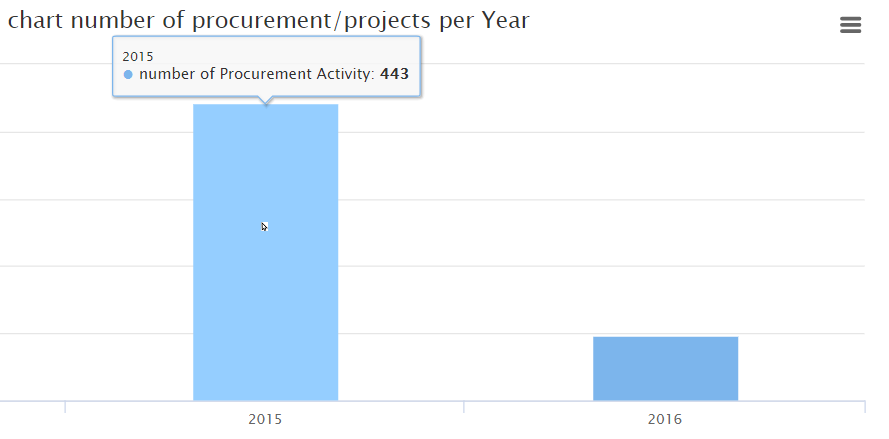 chart number of procurement/projects per Year
2015
number of Procurement Activity: 443
2015
2016